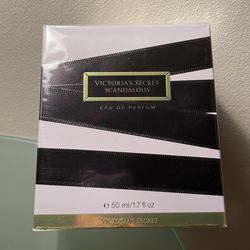 VICTORIA'S SECRET
SCANDALOUS
EAU DE PARFUM
e 50 ml/1.7 fl oz
VICTORIA'S SECRET